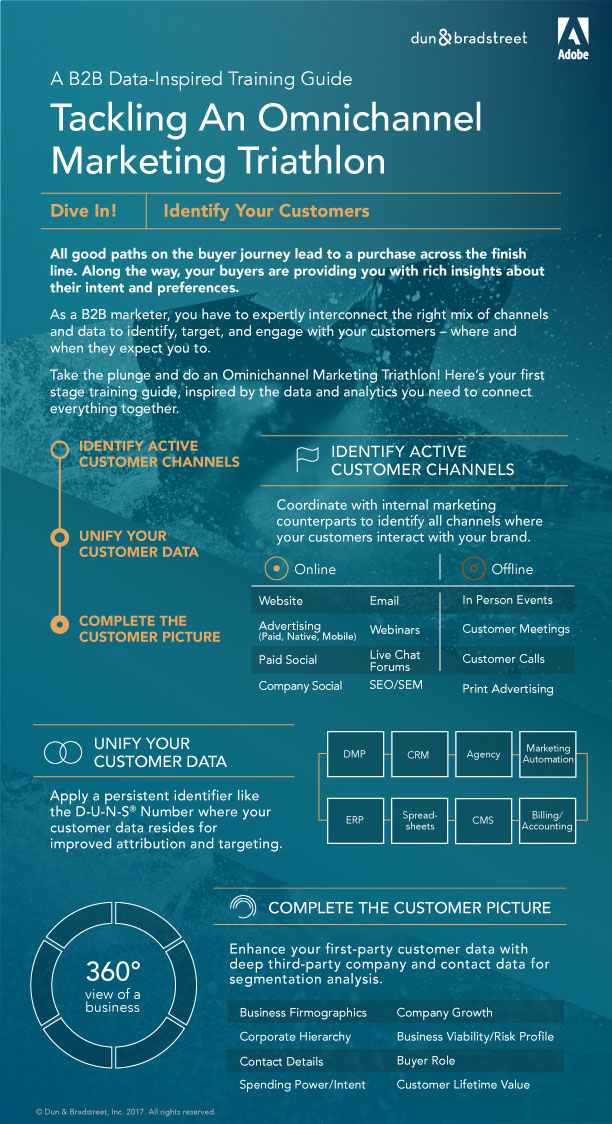 dun&bradstreet
Adobe
A B2B Data-Inspired Training Guide
Tackling An Omnichannel
Marketing Triathlon
Dive In!
Identify Your Customers
All good paths on the buyer journey lead to a purchase across the finish
line. Along the way, your buyers are providing you with rich insights about
their intent and preferences.
As a B2B marketer, you have to expertly interconnect the right mix of channels
and data to identify, target, and engage with your customers – where and
when they expect you to.
Take the plunge and do an Ominichannel Marketing Triathlon! Here's your first
stage training guide, inspired by the data and analytics you need to connect
everything together.
IDENTIFY ACTIVE
CUSTOMER CHANNELS
UNIFY YOUR
CUSTOMER DATA
COMPLETE THE
CUSTOMER PICTURE
IDENTIFY ACTIVE
CUSTOMER CHANNELS
Coordinate with internal marketing
counterparts to identify all channels where
your customers interact with your brand.
Online
Offline
Website
Email
In Person Events
Advertising
(Paid, Native, Mobile)
Webinars
Customer Meetings
Paid Social
Live Chat
Forums
Customer Calls
Company Social
SEO/SEM
Print Advertising
UNIFY YOUR
CUSTOMER DATA
Apply a persistent identifier like
the D-U-N-S® Number where your
customer data resides for
improved attribution and targeting.
DMP
CRM
Agency
Marketing
Automation
ERP
Spread-
sheets
CMS
Billing/
Accounting
360°
view of a
business
COMPLETE THE CUSTOMER PICTURE
Enhance your first-party customer data with
deep third-party company and contact data for
segmentation analysis.
Business Firmographics
Company Growth
Corporate Hierarchy
Business Viability/Risk Profile
Contact Details
Buyer Role
Spending Power/Intent
Customer Lifetime Value
© Dun & Bradstreet, Inc. 2017. All rights reserved.